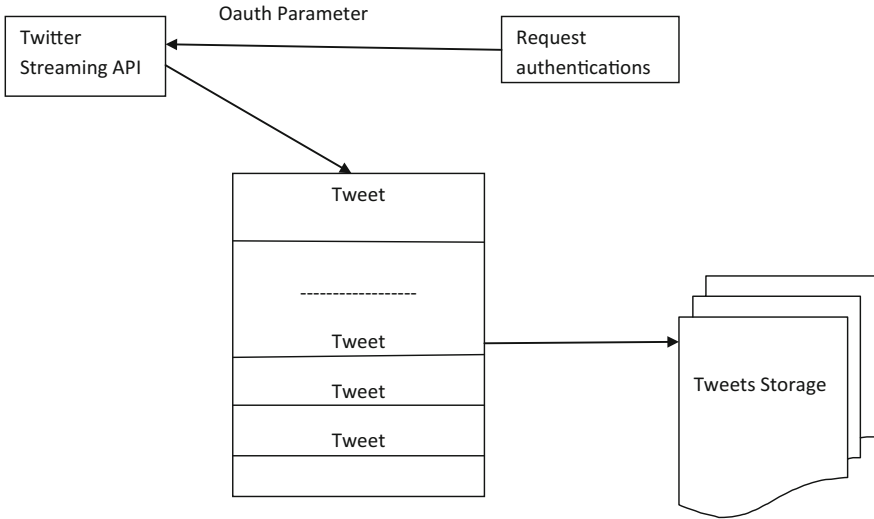 Oauth Parameter
Twitter
Streaming API
Request
authentications
Tweet
------------------
Tweet
Tweet
Tweet
Tweets Storage